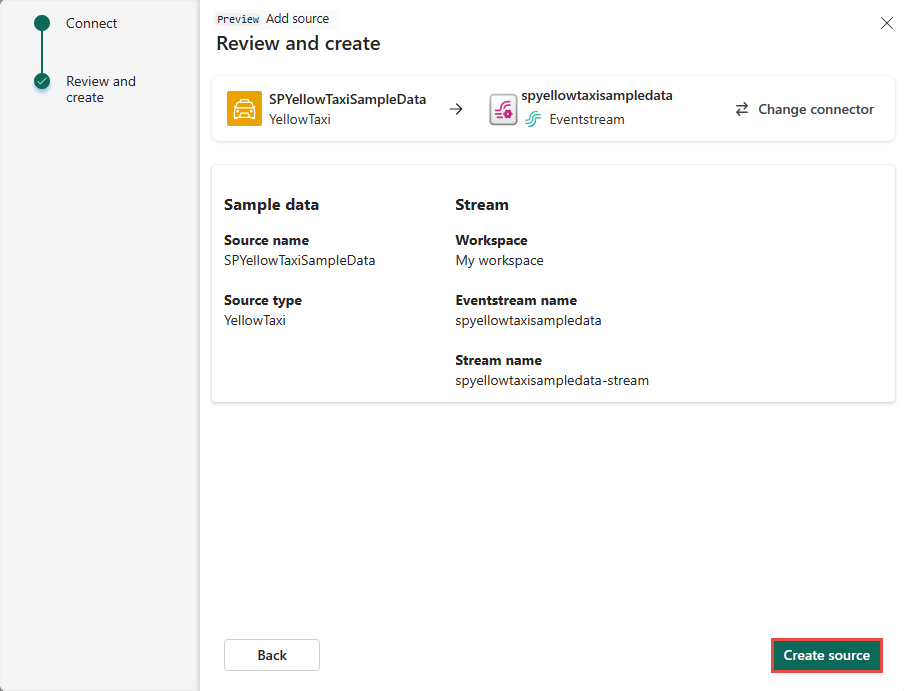 Connect
Review and
create
Preview Add source
Review and create
SPYellowTaxiSampleData
YellowTaxi
spyellowtaxisampledata
Eventstream
Change connector
Sample data
Source name
SPYellowTaxiSampleData
Source type
YellowTaxi
Stream
Workspace
My workspace
Eventstream name
spyellowtaxisampledata
Stream name
spyellowtaxisampledata-stream
Back
Create source